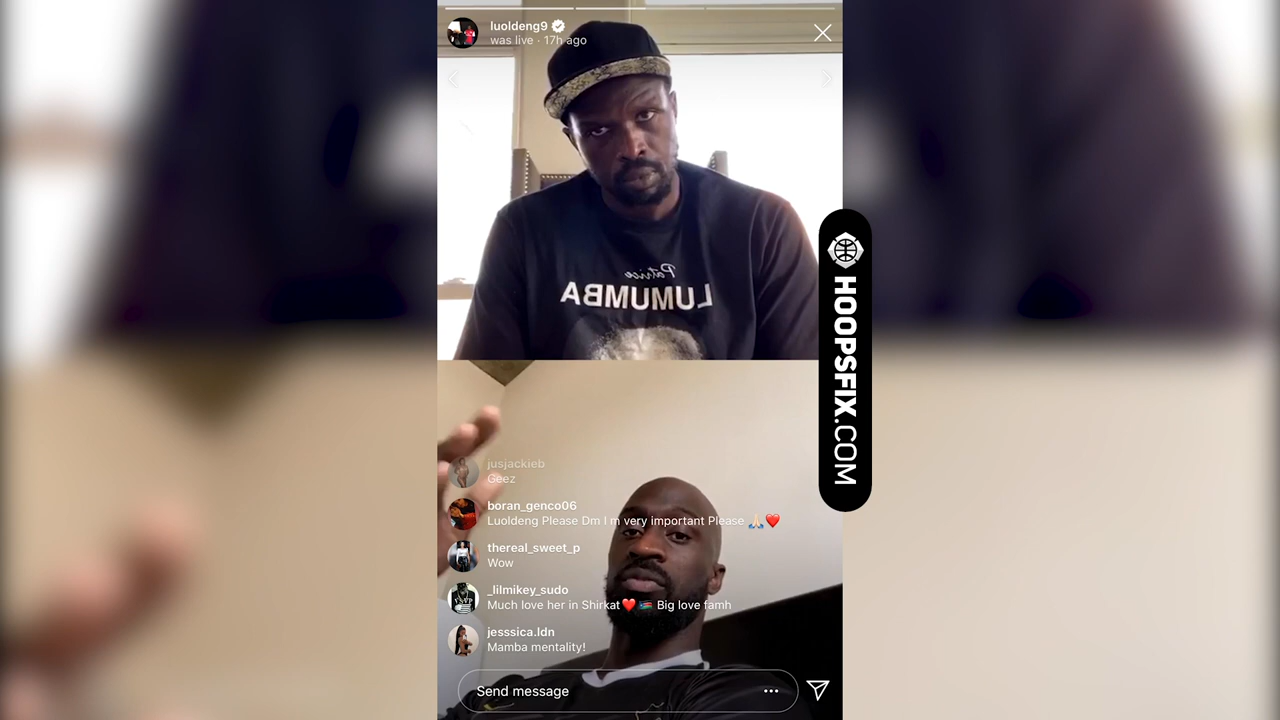 luoldeng9
was live · 17h ago
Patrice
LUMUMBA
HOOPSFIX.COM
jusjackieb
Geez
boran_genco06
Luoldeng Please Dm I m very important Please 🙏🏻❤️
thereal_sweet_p
Wow
_lilmikey_sudo
Much love her in Shirkat❤️🇸🇸 Big love famh
jesssica.ldn
Mamba mentality!
Send message